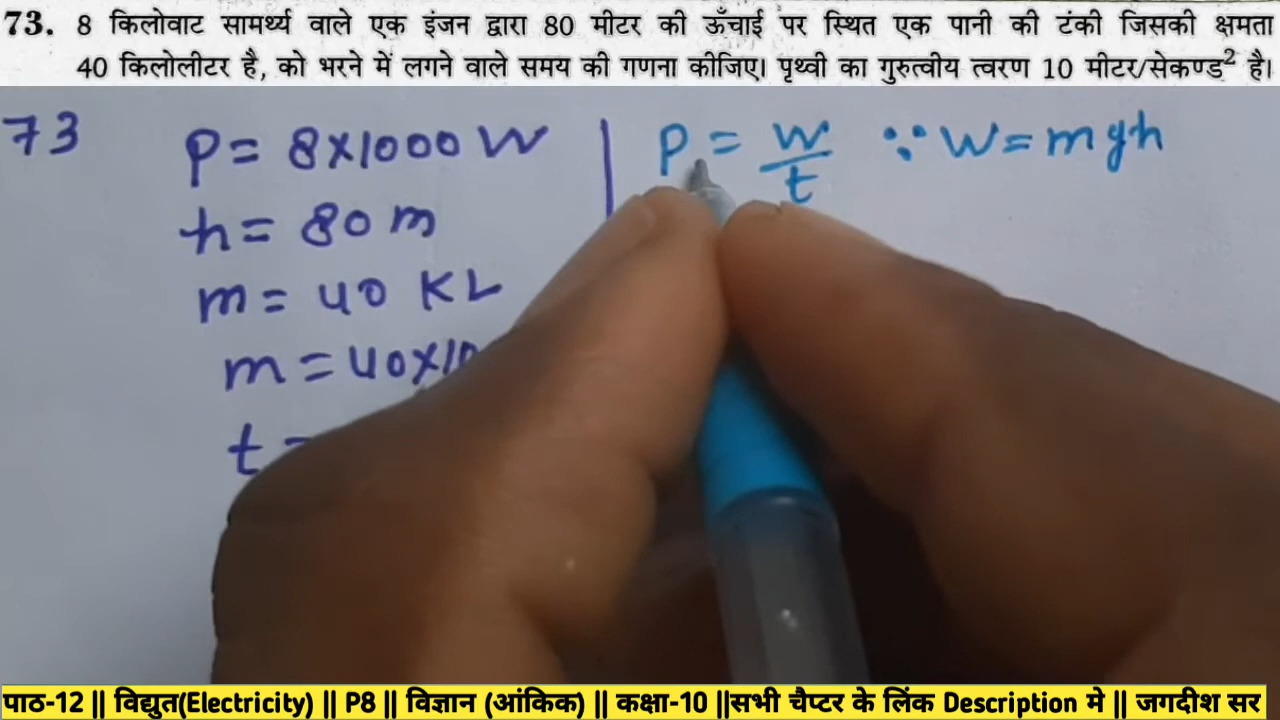 73. 8 किलोवाट सामर्थ्य वाले एक इंजन द्वारा 80 मीटर की ऊँचाई पर स्थित एक पानी की टंकी जिसकी क्षमता
40 किलोलीटर है, को भरने में लगने वाले समय की गणना कीजिए। पृथ्वी का गुरुत्वीय त्वरण 10 मीटर/सेकण्ड² है।
73
P = 8×1000 W
h = 80 m
m = 40 KL
m = 40×10
t =
P = W/t ∵ W = mgh
पाठ-12 || विद्युत(Electricity) || P8 || विज्ञान (आंकिक) || कक्षा-10 ||सभी चैप्टर के लिंक Description मे || जगदीश सर